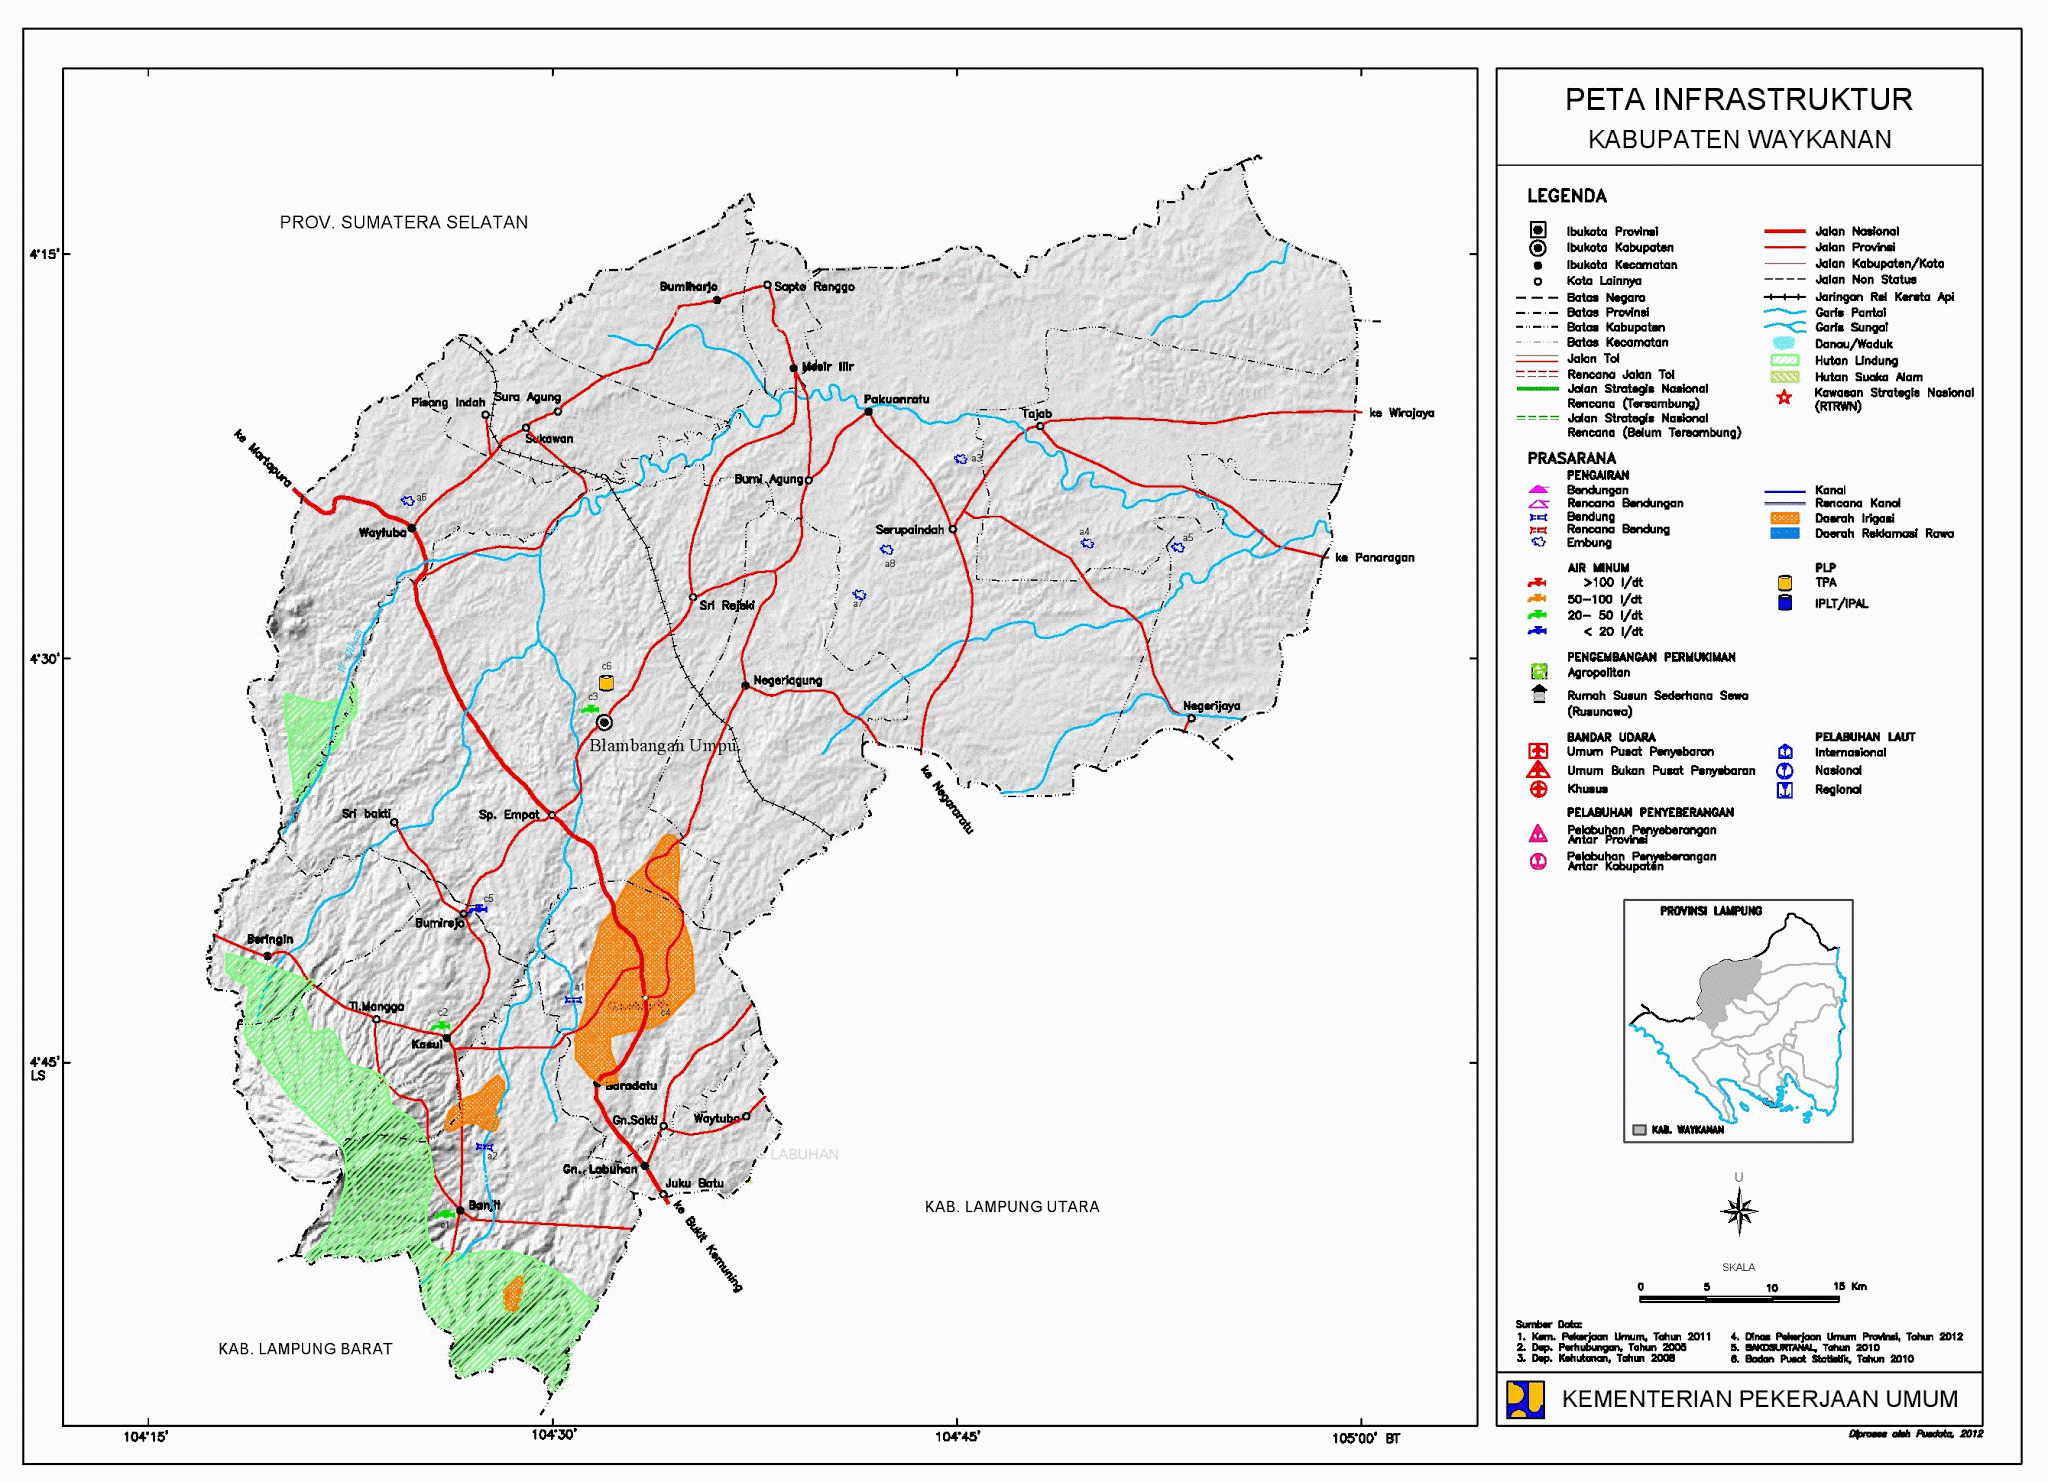 PETA INFRASTRUKTUR
KABUPATEN WAYKANAN
LEGENDA
Ibukota Provinsi
Ibukota Kabupaten
Ibukota Kecamatan
Kota Lainnya
Batas Negara
Batas Provinsi
Batas Kabupaten
Batas Kecamatan
Jalan Tol
Rencana Jalan Tol
Jalan Strategis Nasional
Rencana (Tersambung)
Jalan Strategis Nasional
Rencana (Belum Tersambung)
Jalan Nasional
Jalan Provinsi
Jalan Kabupaten/Kota
Jalan Non Status
Jaringan Rel Kereta Api
Garis Pantai
Garis Sungai
Danau/Waduk
Hutan Lindung
Hutan Suaka Alam
Kawasan Strategis Nasional
(RTRWN)
PRASARANA
PENGAIRAN
Bendungan
Rencana Bendungan
Bendung
Rencana Bendung
Embung
Kanal
Rencana Kanal
Daerah Irigasi
Daerah Reklamasi Rawa
AIR MINUM
>100 l/dt
50-100 l/dt
20- 50 l/dt
< 20 l/dt
PLP
TPA
IPLT/IPAL
PENGEMBANGAN PERMUKIMAN
Agropolitan
Rumah Susun Sederhana Sewa
(Rusunawa)
BANDAR UDARA
Umum Pusat Penyebaran
Umum Bukan Pusat Penyebaran
Khusus
PELABUHAN LAUT
Internasional
Nasional
Regional
PELABUHAN PENYEBERANGAN
Pelabuhan Penyeberangan
Antar Provinsi
Pelabuhan Penyeberangan
Antar Kabupaten
PROVINSI LAMPUNG
KAB. WAYKANAN
U
SKALA
0 5 10 15 Km
Sumber Data:
1. Kem. Pekerjaan Umum, Tahun 2011
2. Dep. Perhubungan, Tahun 2005
3. Dep. Kehutanan, Tahun 2008
4. Dinas Pekerjaan Umum Provinsi, Tahun 2012
5. BAKOSURTANAL, Tahun 2010
6. Badan Pusat Statistik, Tahun 2010
KEMENTERIAN PEKERJAAN UMUM
Diproses oleh Pusdata, 2012
PROV. SUMATERA SELATAN
4°15'
Bumiharjo
Sapto Renggo
Mesir Ilir
Pisang Indah
Sura Agung
Sukawan
Pakuanratu
Tajab
ke Wirajaya
ke Martapura
a3
Bumi Agung
a6
Waytuba
Serupaindah
a4
a5
a8
ke Panaragan
a7
Sri Rejeki
4°30'
c6
c3
Negeriagung
Negerijaya
Blambangan Umpu
ke Negararatu
Sri bakti
Sp. Empat
c5
Bumirejo
Beringin
a1
Ti.Mangga
c2
c4
Kasui
4°45'
LS
Baradatu
Gn.Sakti
Waytuba
a2
LABUHAN
Gn. Labuhan
Juku Batu
Banjit
c1
ke Bukit Kemuning
KAB. LAMPUNG UTARA
KAB. LAMPUNG BARAT
104°15'
104°30'
104°45'
105°00' BT